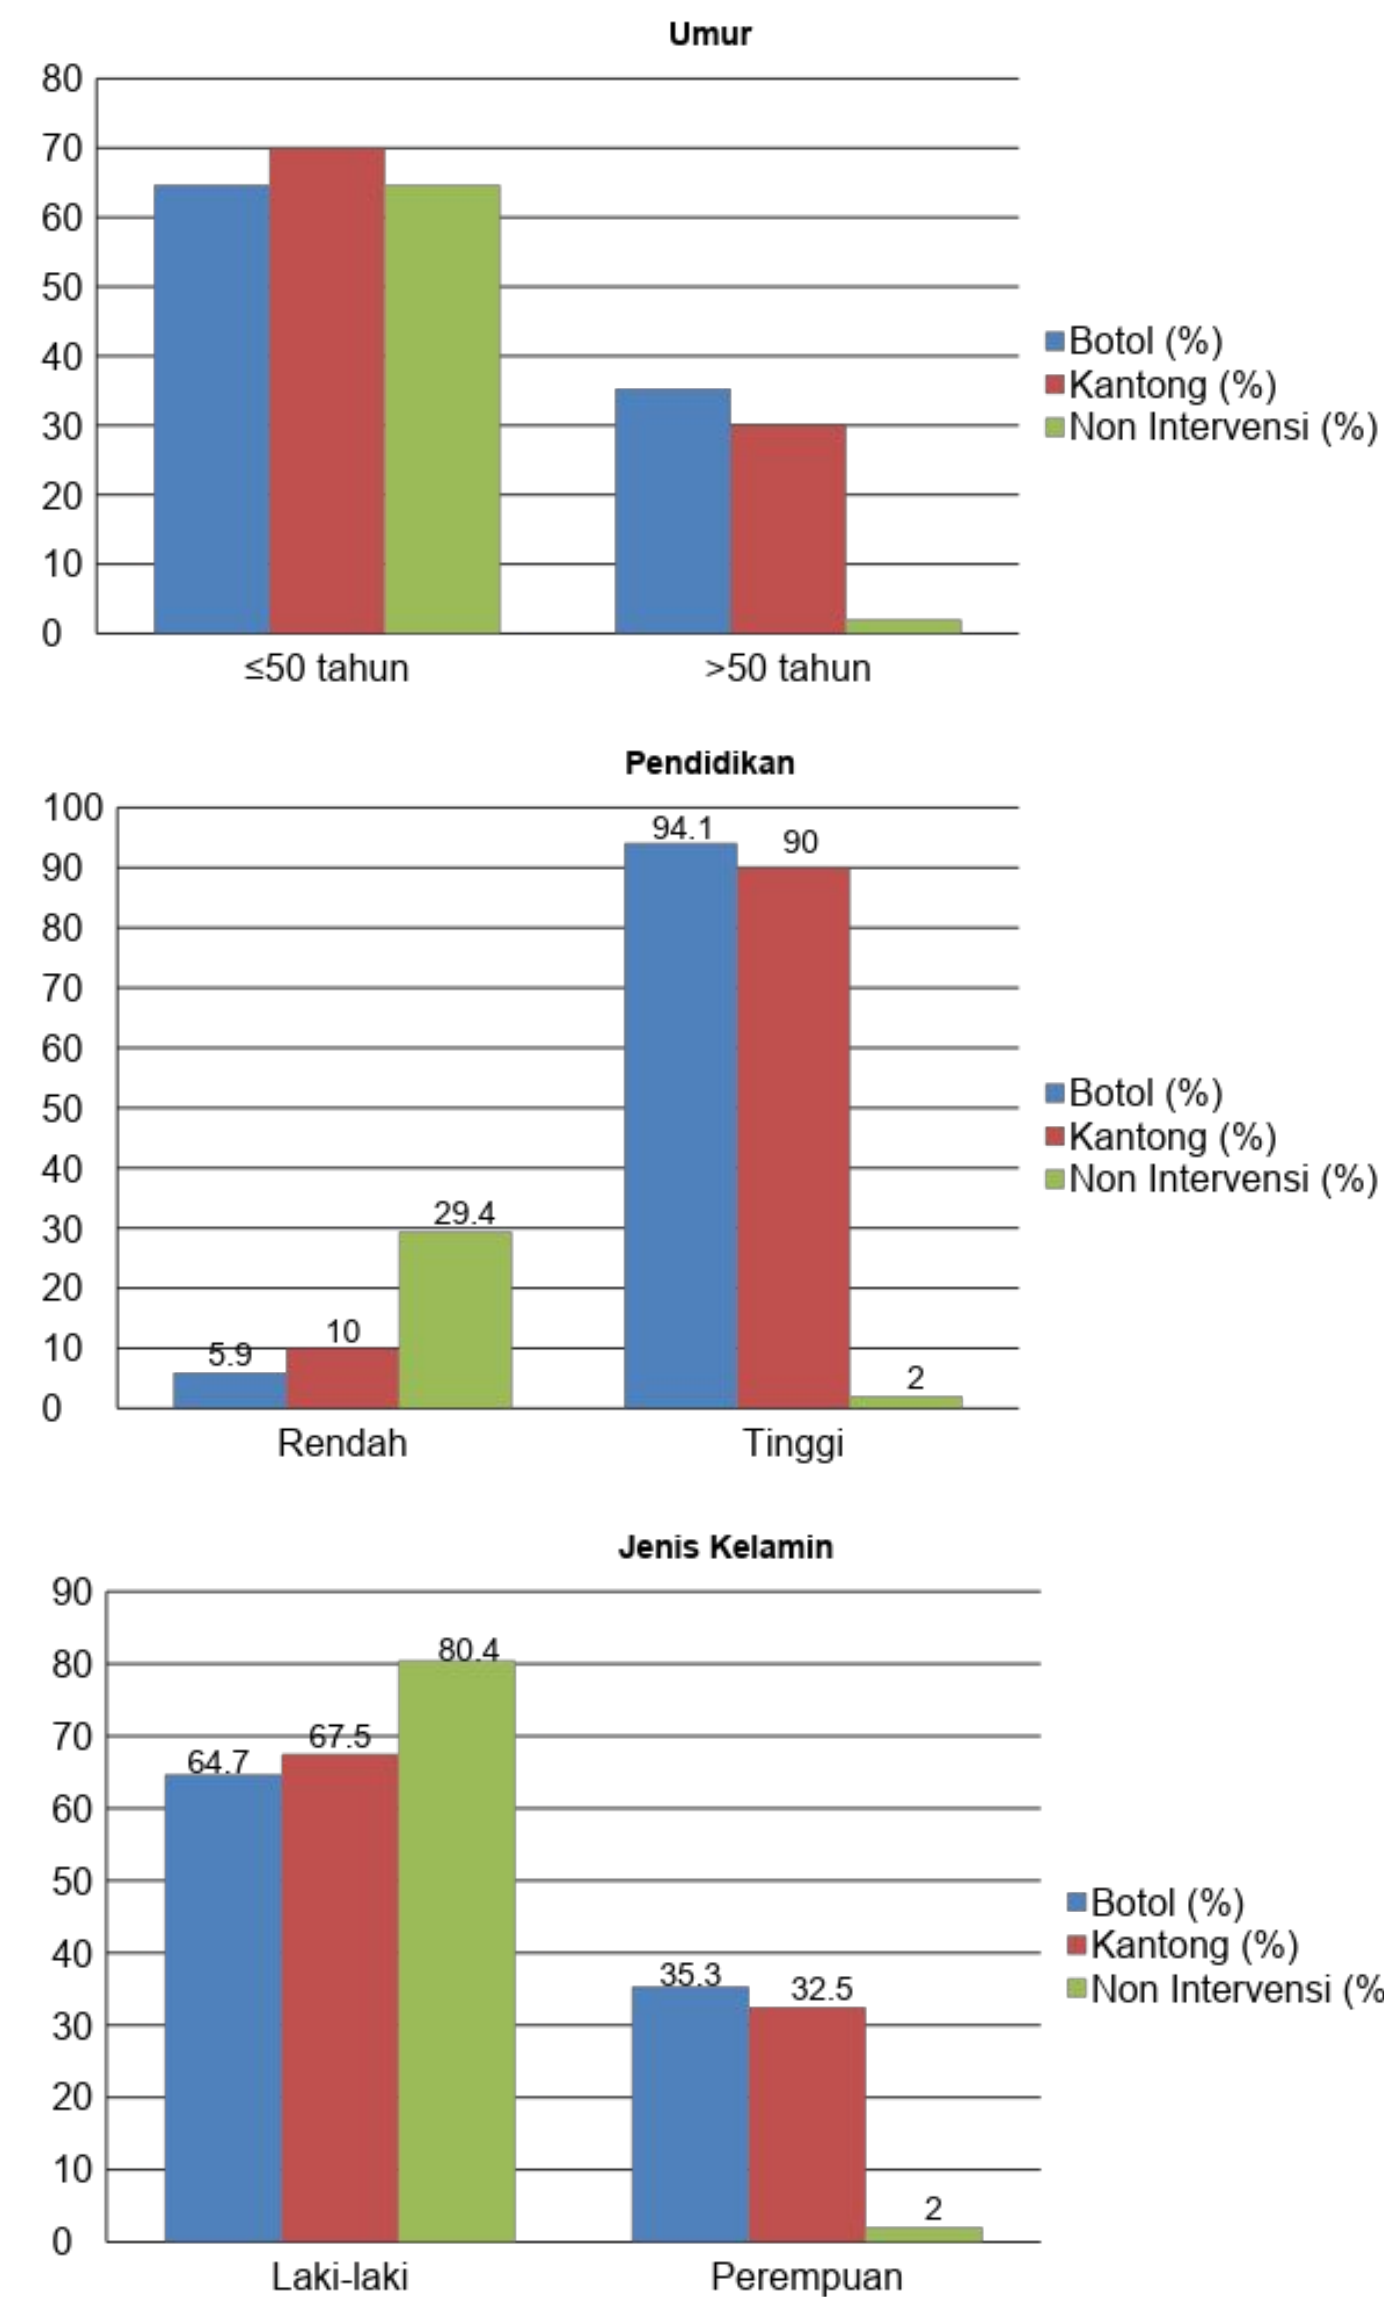 Umur
80
70
60
50
40
30
20
10
0
≤50 tahun >50 tahun
Botol (%)
Kantong (%)
Non Intervensi (%)
Pendidikan
100
90
80
70
60
50
40
30
20
10
0
5.9 10 29.4 94.1 90 2
Rendah Tinggi
Botol (%)
Kantong (%)
Non Intervensi (%)
Jenis Kelamin
90
80
70
60
50
40
30
20
10
0
64.7 67.5 80.4 35.3 32.5 2
Laki-laki Perempuan
Botol (%)
Kantong (%)
Non Intervensi (%